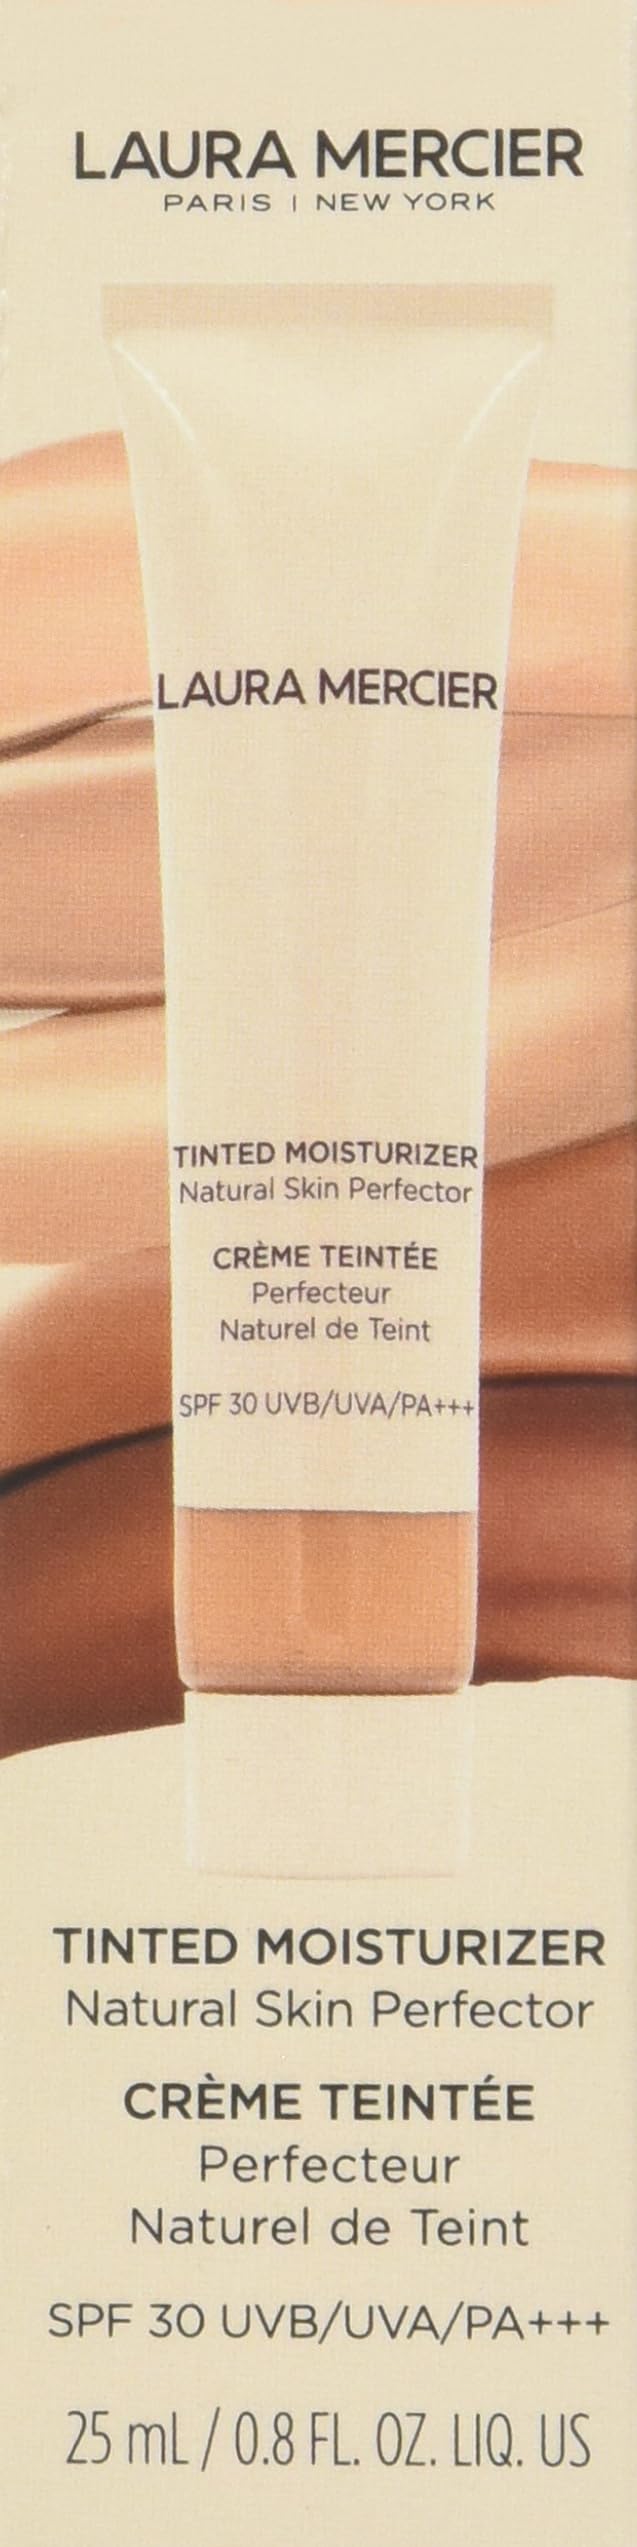 LAURA MERCIER
PARIS | NEW YORK
LAURA MERCIER
TINTED MOISTURIZER
Natural Skin Perfector
CRÈME TEINTÉE
Perfecteur
Naturel de Teint
SPF 30 UVB/UVA/PA+++
TINTED MOISTURIZER
Natural Skin Perfector
CRÈME TEINTÉE
Perfecteur
Naturel de Teint
SPF 30 UVB/UVA/PA+++
25 mL / 0.8 FL. OZ. LIQ. US